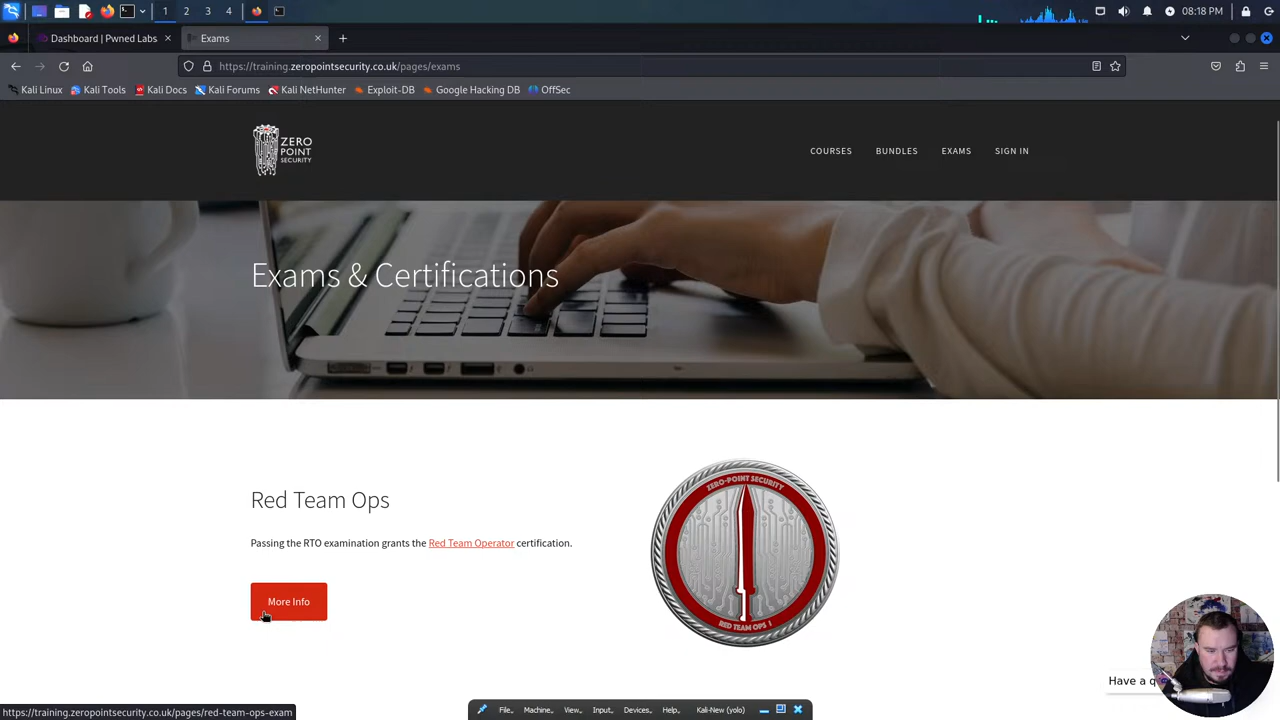 1 2 3 4 08:18 PM
Dashboard | Pwned Labs
Exams
https://training.zeropointsecurity.co.uk/pages/exams
Kali Linux Kali Tools Kali Docs Kali Forums Kali NetHunter Exploit-DB Google Hacking DB OffSec
ZERO
POINT
SECURITY
COURSES BUNDLES EXAMS SIGN IN
Exams & Certifications
Red Team Ops
Passing the RTO examination grants the Red Team Operator certification.
More Info
ZERO-POINT SECURITY
RED TEAM OPS I
Have a q
https://training.zeropointsecurity.co.uk/pages/red-team-ops-exam
File.. Machine.. View.. Input.. Devices.. Help.. Kali-New (yolo)